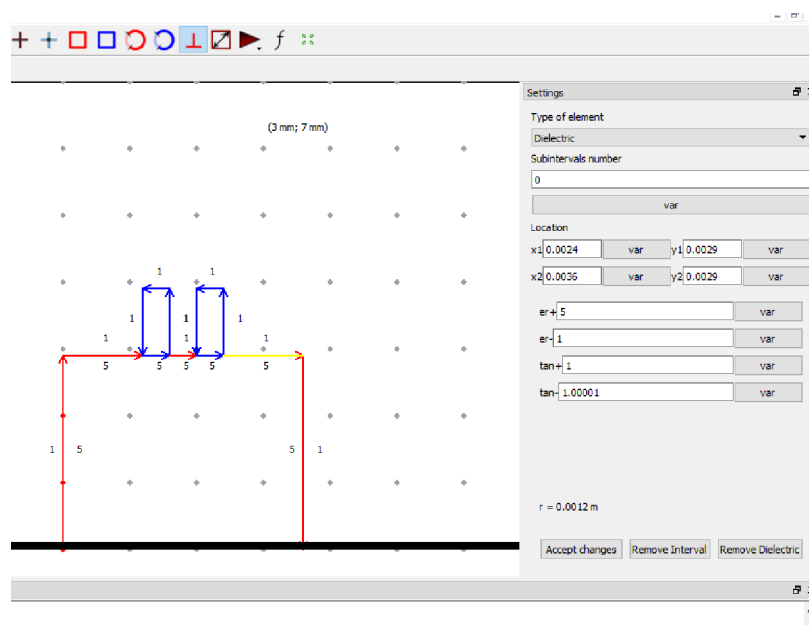 f
Settings
(3 mm; 7 mm)
Type of element
Dielectric
Subintervals number
0
var
Location
x1 0.0024 var y1 0.0029 var
x2 0.0036 var y2 0.0029 var
1 1
er+ 5 var
1 1 1
er- 1 var
1 1 1
5 5 5 5 5
tan+ 1 var
tan- 1.00001 var
1 5 5 1
r = 0.0012 m
Accept changes Remove Interval Remove Dielectric